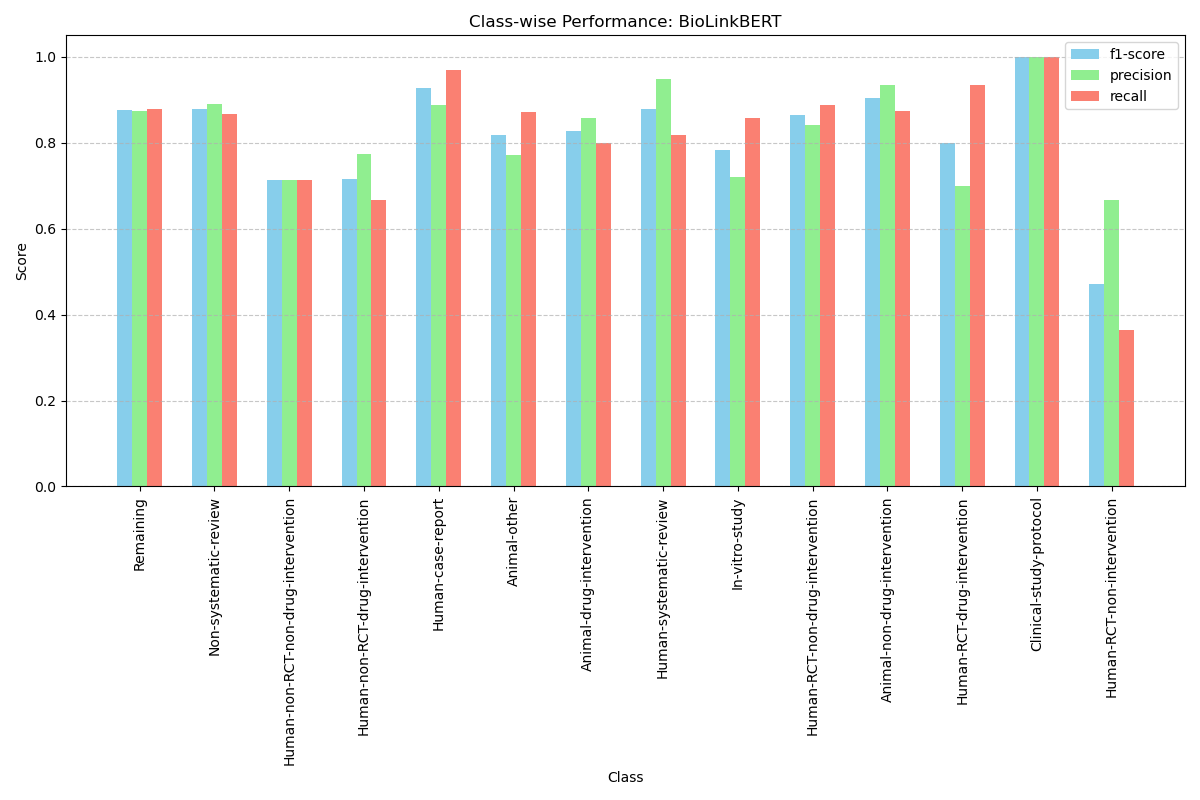 Class-wise Performance: BioLinkBERT
f1-score
precision
recall
Score
1.0
0.8
0.6
0.4
0.2
0.0
Remaining
Non-systematic-review
Human-non-RCT-non-drug-intervention
Human-non-RCT-drug-intervention
Human-case-report
Animal-other
Animal-drug-intervention
Human-systematic-review
In-vitro-study
Human-RCT-non-drug-intervention
Animal-non-drug-intervention
Human-RCT-drug-intervention
Clinical-study-protocol
Human-RCT-non-intervention
Class